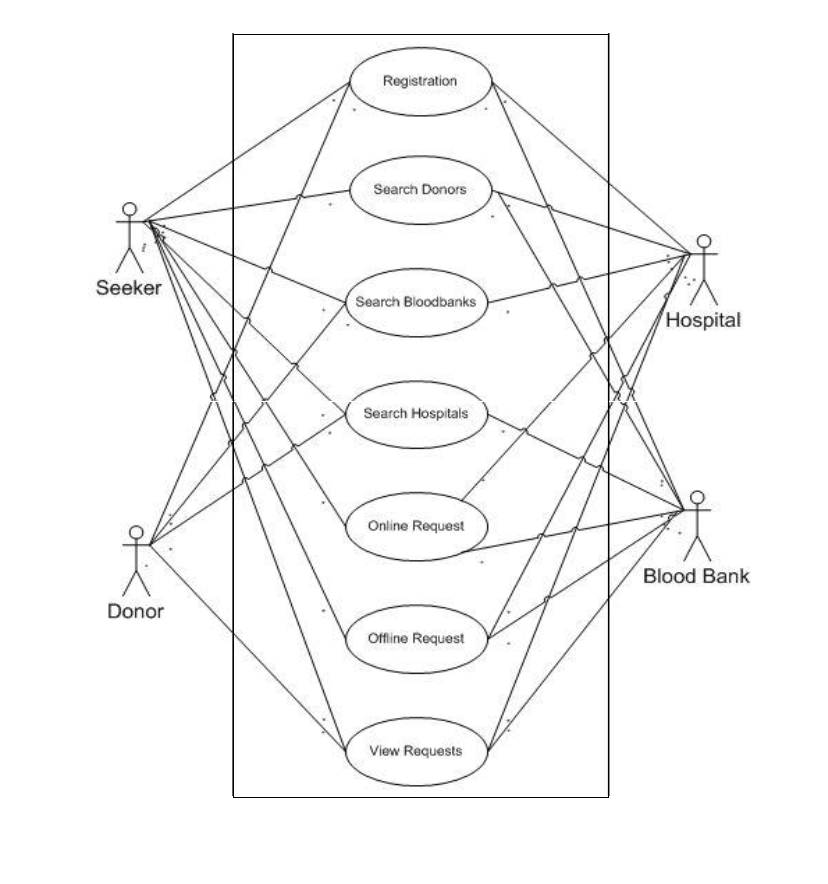 Registration
Search Donors
Seeker
Hospital
Search Bloodbanks
Search Hospitals
Online Request
Blood Bank
Donor
Offline Request
View Requests